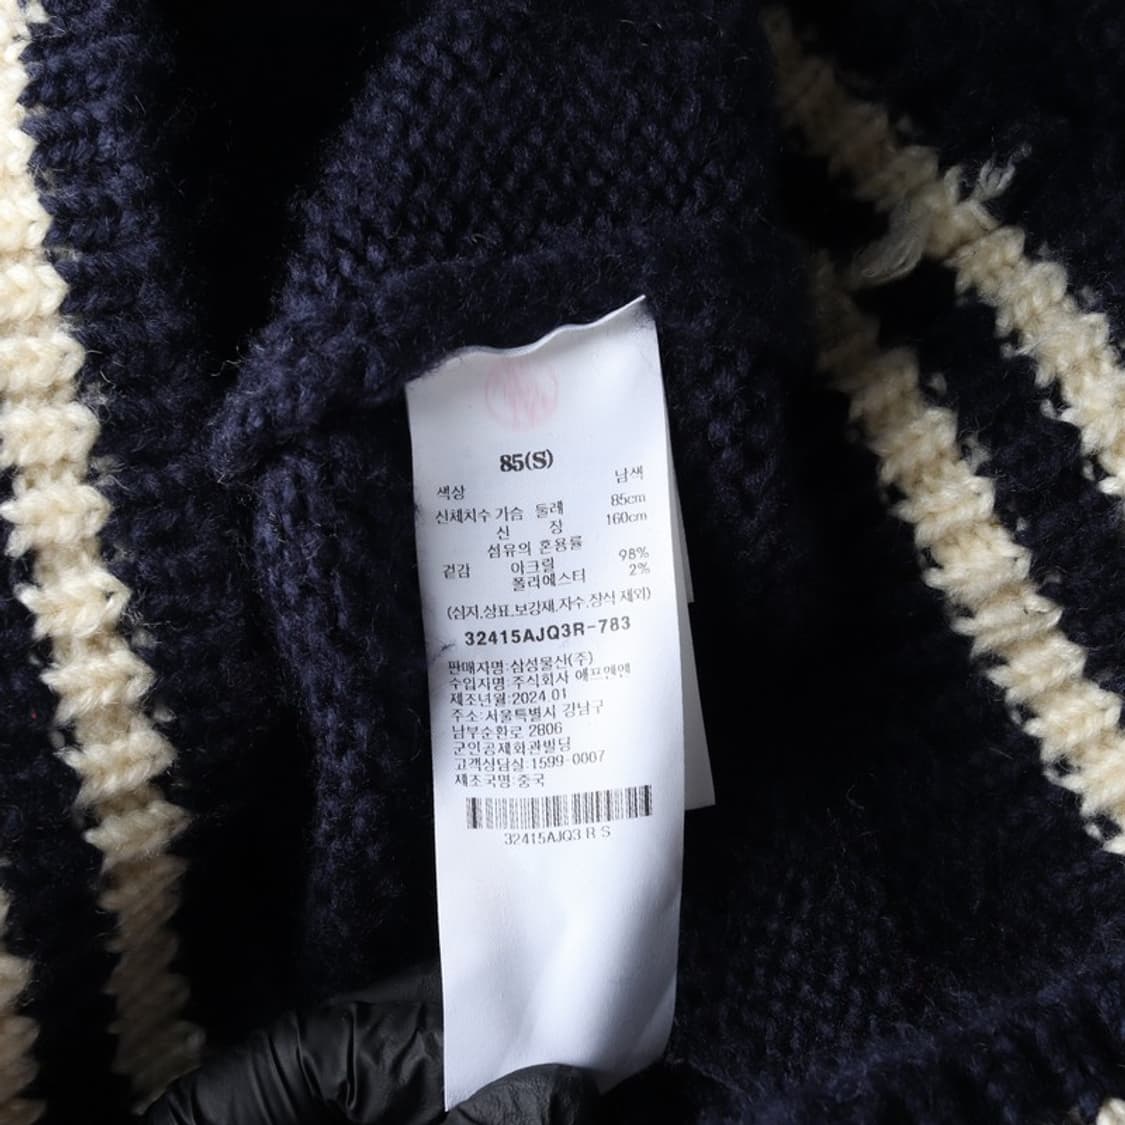 85(S)
색상 남색
신체치수 가슴 둘레 85cm
신 장 160cm
섬유의 혼용률
겉감 아크릴 98%
폴리에스터 2%
(심지,상표,보강재,자수,장식 제외)
32415AJQ3R-783
판매자명:삼성물산(주)
수입자명:주식회사 에프앤엔
제조년월:2024.01
주소:서울특별시 강남구
남부순환로 2806
군인공제회관빌딩
고객상담실:1599-0007
제조국명:중국
32415AJQ3 R S